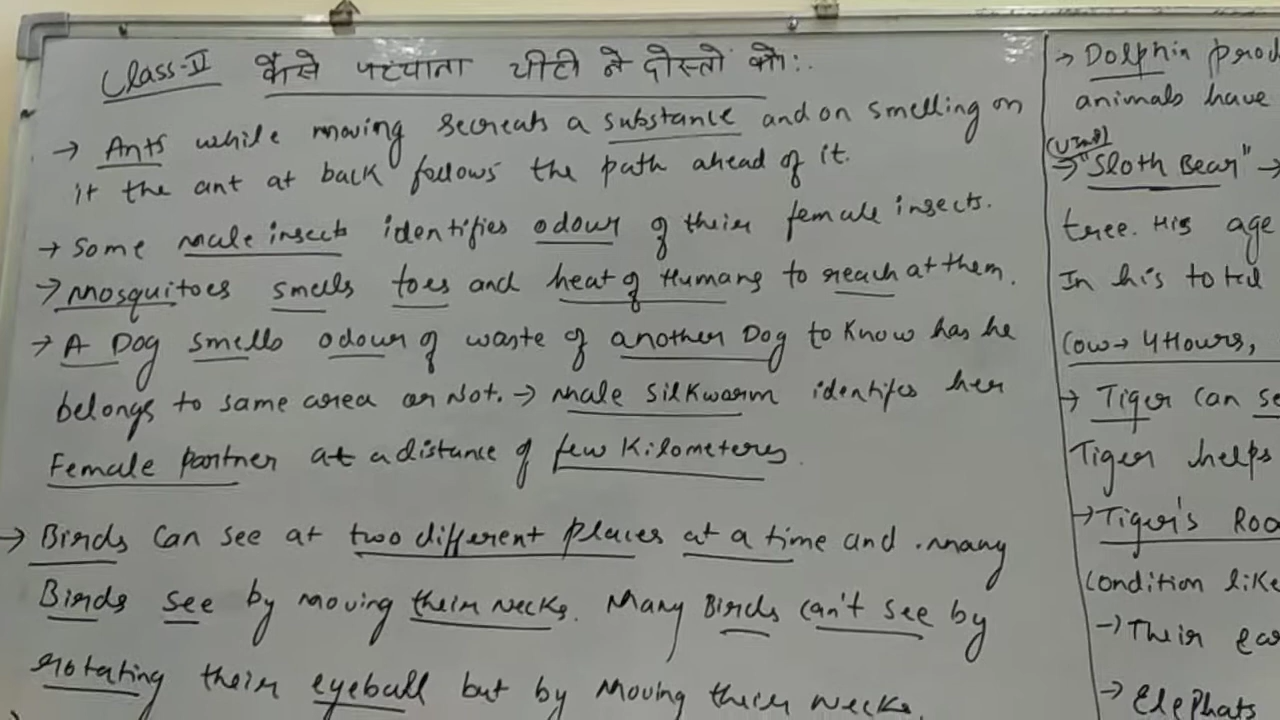 Class-II कैसे पहचाना चींटी ने दोस्तो को:.
→ Ants while moving secreats a substance and on smelling on
it the ant at back follows the path ahead of it.
→ Some male insects identifies odour of their female insects.
→ Mosquitoes smells toes and heat of Humans to reach at them.
→ A Dog smells odour of waste of another Dog to Know has he
belongs to same area or Not. → male silkworm identifes her
Female partner at a distance of few Kilometeres.
→ Birds can see at two different places at a time and many
Birds see by moving their necks. Many Birds can't see by
rotating their eyeball but by moving their necks.
→ Dolphin prod
animals have
→ "Sloth Bear" →
tree. His age
In his total
Cow → 4 Hours,
→ Tiger can se
Tiger helps
→ Tiger's Roa
condition like
→ Their ear
→ Elephats